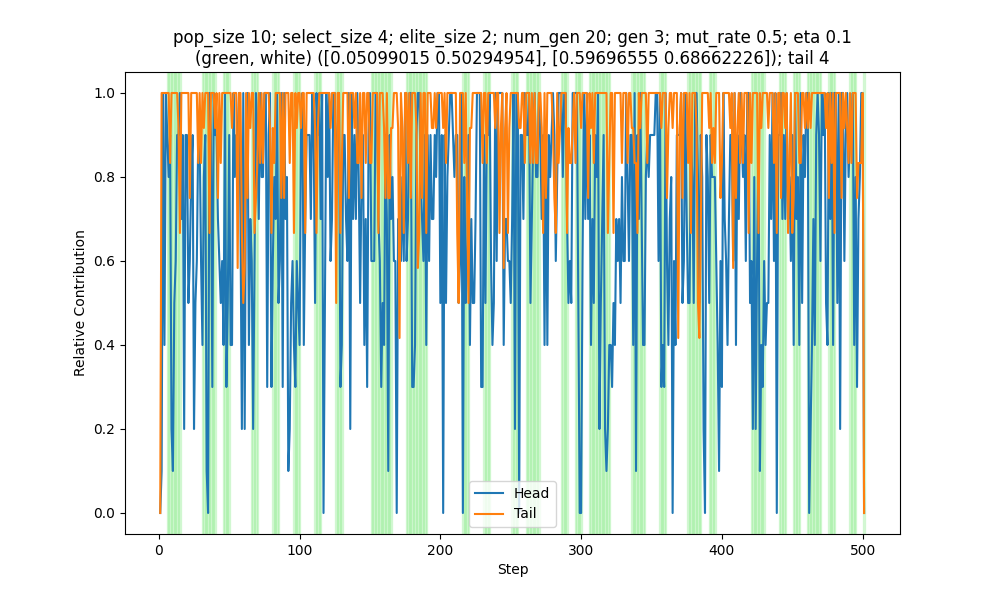 pop_size 10; select_size 4; elite_size 2; num_gen 20; gen 3; mut_rate 0.5; eta 0.1
(green, white) ([0.05099015 0.50294954], [0.59696555 0.68662226]); tail 4
1.0
0.8
0.6
0.4
0.2
0.0
Relative Contribution
Head
Tail
0
100
200
300
400
500
Step